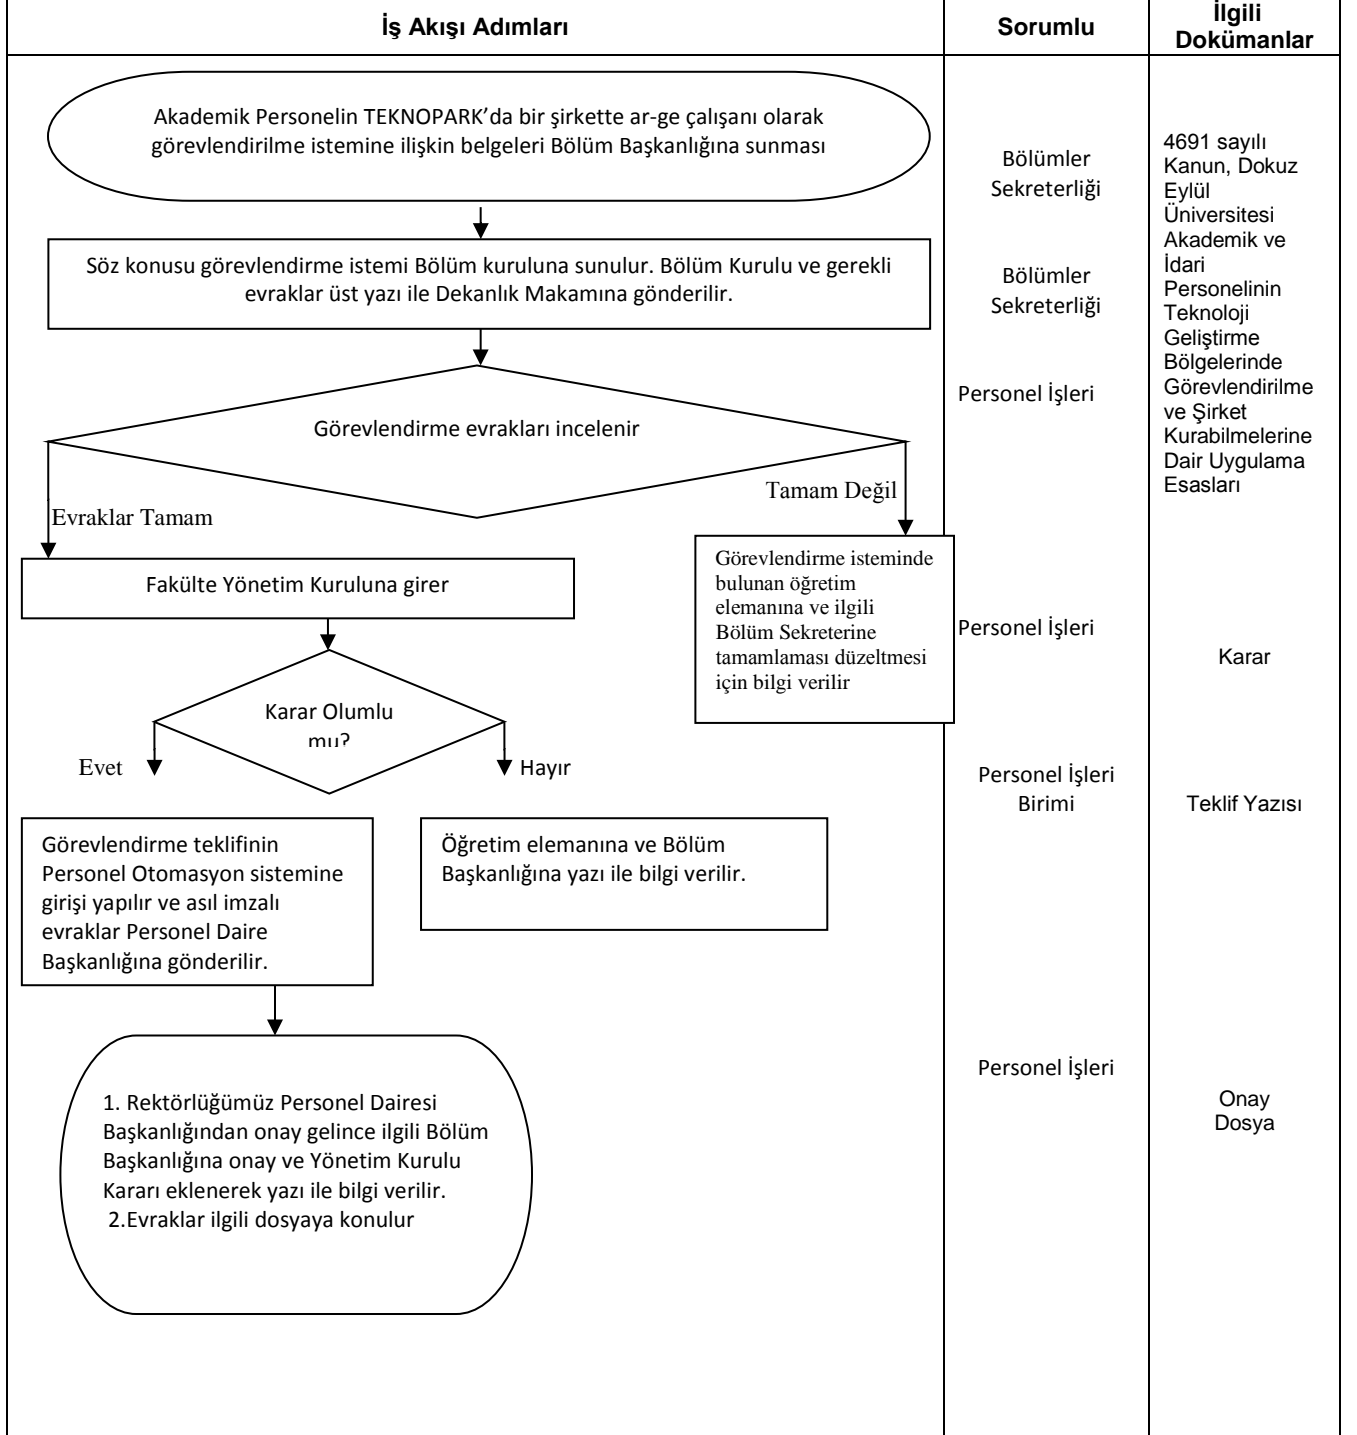 İş Akışı Adımları
Sorumlu
İlgili
Dokümanlar
Akademik Personelin TEKNOPARK’da bir şirkette ar-ge çalışanı olarak
görevlendirilme istemine ilişkin belgeleri Bölüm Başkanlığına sunması
Bölümler
Sekreterliği
4691 sayılı
Kanun, Dokuz
Eylül
Üniversitesi
Akademik ve
İdari
Personelinin
Teknoloji
Geliştirme
Bölgelerinde
Görevlendirilme
ve Şirket
Kurabilmelerine
Dair Uygulama
Esasları
Söz konusu görevlendirme istemi Bölüm kuruluna sunulur. Bölüm Kurulu ve gerekli
evraklar üst yazı ile Dekanlık Makamına gönderilir.
Bölümler
Sekreterliği
Görevlendirme evrakları incelenir
Personel İşleri
Tamam Değil
Evraklar Tamam
Fakülte Yönetim Kuruluna girer
Görevlendirme isteminde
bulunan öğretim
elemanına ve ilgili
Bölüm Sekreterine
tamamlaması düzeltmesi
için bilgi verilir
Personel İşleri
Karar
Karar Olumlu
mu?
Evet
Hayır
Personel İşleri
Birimi
Teklif Yazısı
Görevlendirme teklifinin
Personel Otomasyon sistemine
girişi yapılır ve asıl imzalı
evraklar Personel Daire
Başkanlığına gönderilir.
Öğretim elemanına ve Bölüm
Başkanlığına yazı ile bilgi verilir.
1. Rektörlüğümüz Personel Dairesi
Başkanlığından onay gelince ilgili Bölüm
Başkanlığına onay ve Yönetim Kurulu
Kararı eklenerek yazı ile bilgi verilir.
2.Evraklar ilgili dosyaya konulur
Personel İşleri
Onay
Dosya